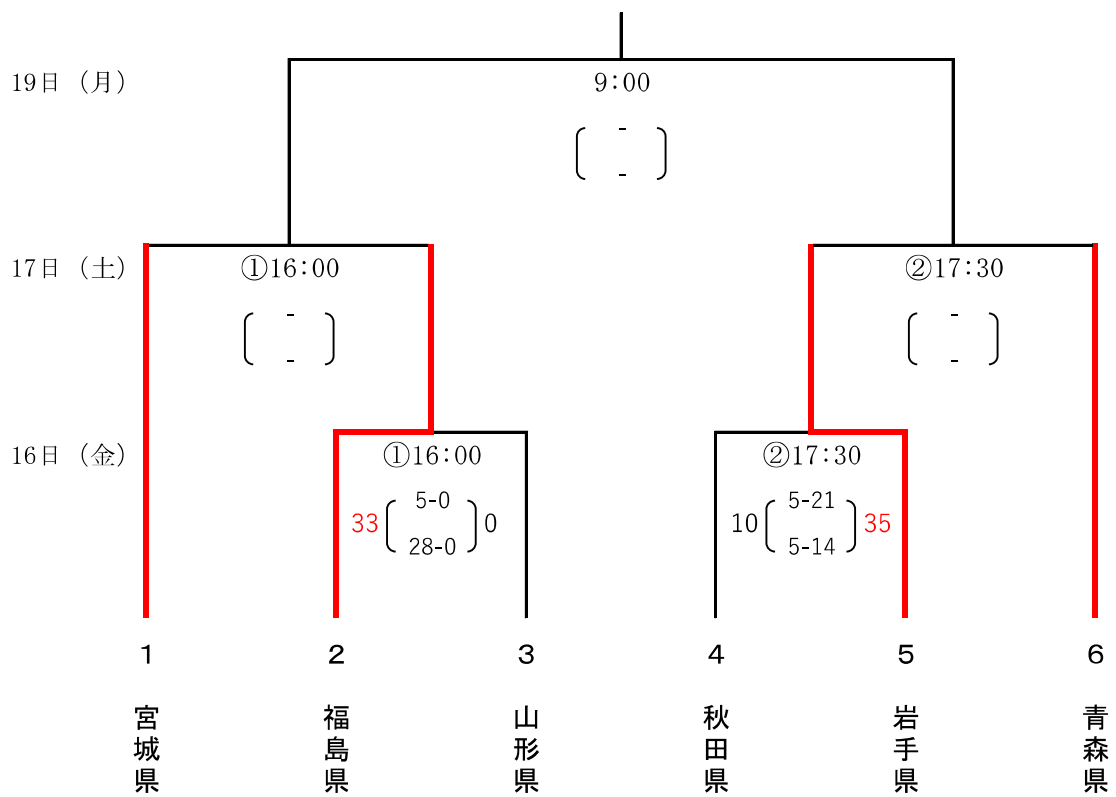 19日（月）
9:00
-
-
17日（土）
①16:00
②17:30
-
-
-
-
16日（金）
①16:00
②17:30
5-0
33
0
28-0
5-21
10
35
5-14
1
2
3
4
5
6
宮城県
福島県
山形県
秋田県
岩手県
青森県